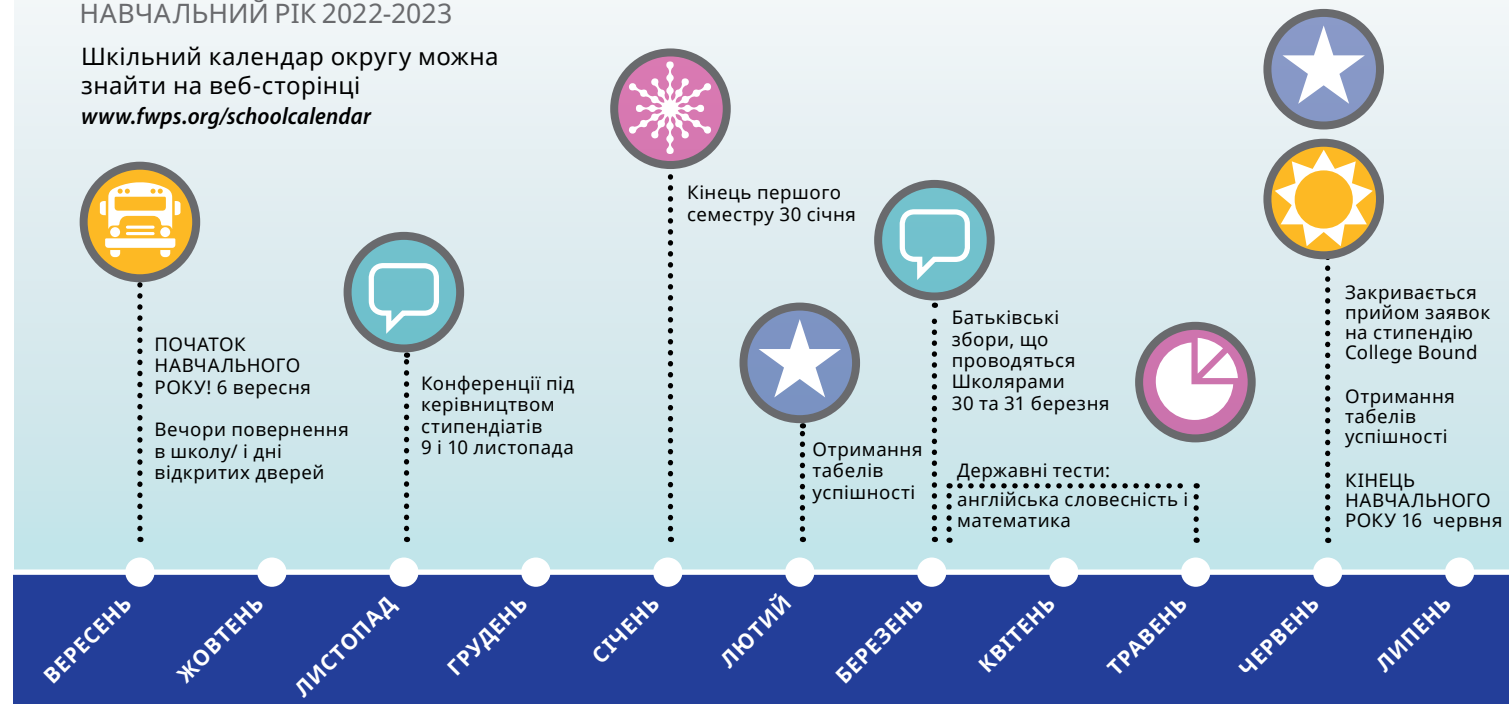 НАВЧАЛЬНИЙ РІК 2022-2023
Шкільний календар округу можна
знайти на веб-сторінці
www.fwps.org/schoolcalendar
ПОЧАТОК
НАВЧАЛЬНОГО
РОКУ! 6 вересня
Вечори повернення
в школу/ і дні
відкритих дверей
Конференції під
керівництвом
стипендіатів
9 і 10 листопада
Кінець першого
семестру 30 січня
Отримання
табелів
успішності
Батьківські
збори, що
проводяться
Школярами
30 та 31 березня
Державні тести:
англійська словесність і
математика
Закривається
прийом заявок
на стипендію
College Bound
Отримання
табелів
успішності
КІНЕЦЬ
НАВЧАЛЬНОГО
РОКУ 16 червня
ВЕРЕСЕНЬ
ЖОВТЕНЬ
ЛИСТОПАД
ГРУДЕНЬ
СІЧЕНЬ
ЛЮТИЙ
БЕРЕЗЕНЬ
КВІТЕНЬ
ТРАВЕНЬ
ЧЕРВЕНЬ
ЛИПЕНЬ